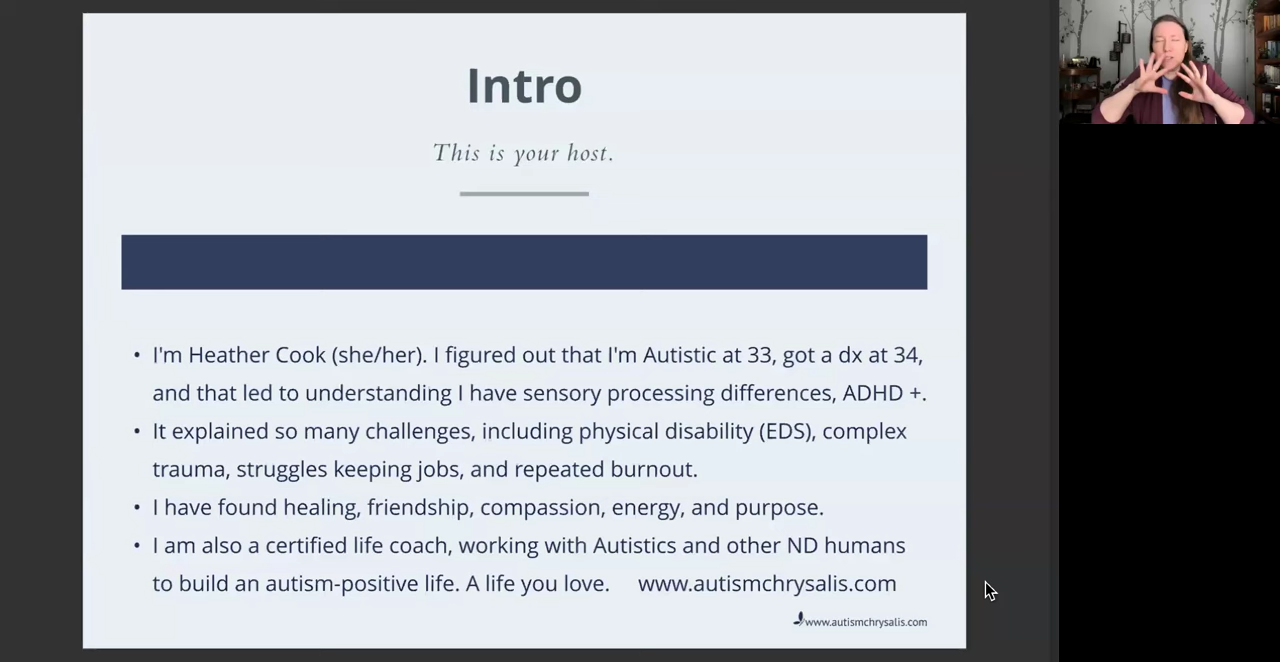 Intro
This is your host.
• I'm Heather Cook (she/her). I figured out that I'm Autistic at 33, got a dx at 34,
and that led to understanding I have sensory processing differences, ADHD +.
• It explained so many challenges, including physical disability (EDS), complex
trauma, struggles keeping jobs, and repeated burnout.
• I have found healing, friendship, compassion, energy, and purpose.
• I am also a certified life coach, working with Autistics and other ND humans
to build an autism-positive life. A life you love. www.autismchrysalis.com
www.autismchrysalis.com